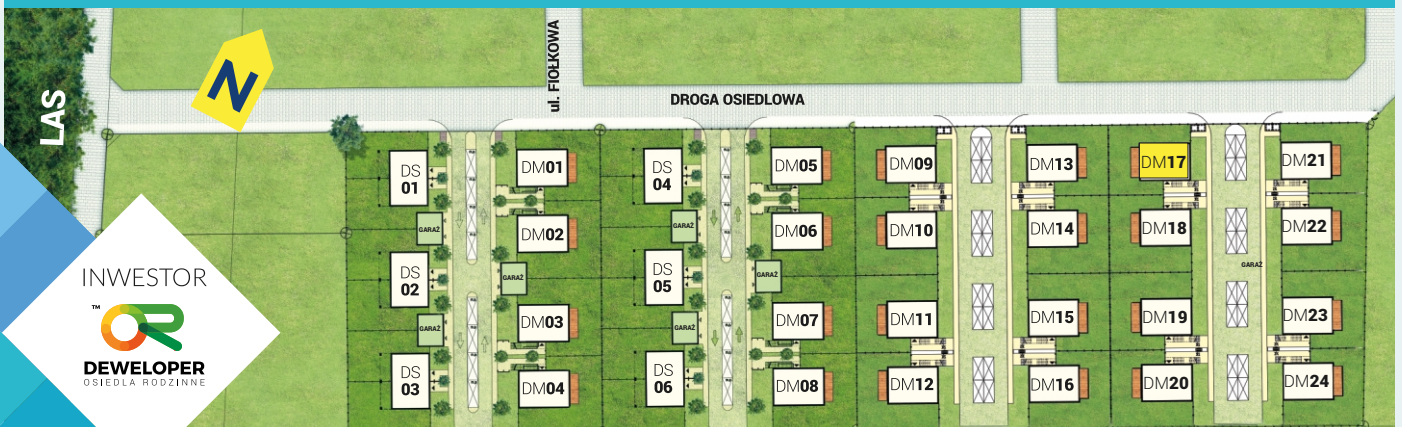 LAS
N
ul. FIOŁKOWA
DROGA OSIEDLOWA
DS
01
DM01
DS
04
DM05
DM09
DM13
DM17
DM21
GARAŻ
DM02
GARAŻ
DM06
DM10
DM14
DM18
DM22
DS
02
GARAŻ
DS
05
GARAŻ
GARAŻ
GARAŻ
DM03
GARAŻ
DM07
DM11
DM15
DM19
DM23
DS
03
DM04
DS
06
DM08
DM12
DM16
DM20
DM24
INWESTOR
™
OR
DEWELOPER
OSIEDLA RODZINNE